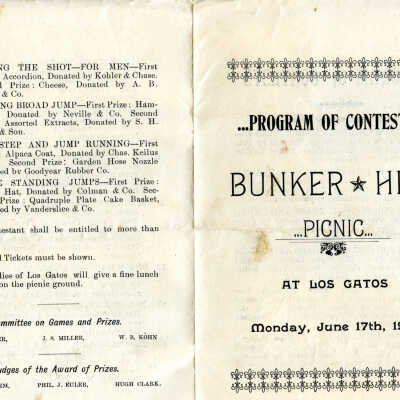 NG THE SHOT—FOR MEN—First
Accordion, Donated by Kohler & Chase.
d Prize: Cheese, Donated by A. B.
& Co.
NG BROAD JUMP—First Prize: Ham-
Donated by Neville & Co. Second
Assorted Extracts, Donated by S. H.
& Son.
STEP AND JUMP RUNNING—First
Alpaca Coat, Donated by Chas. Keilus
Second Prize: Garden Hose Nozzle
ed by Goodyear Rubber Co.
E STANDING JUMPS—First Prize:
Hat, Donated by Colman & Co. Sec-
Prize: Quadruple Plate Cake Basket,
ed by Vanderslice & Co.
testant shall be entitled to more than
d Tickets must be shown.
dies of Los Gatos will give a fine lunch
on the picnic ground.
ommittee on Games and Prizes.
ER, J. S. MILLER, W. B. KOHN
udges of the Award of Prizes.
IM, PHIL. J. EULER, HUGH CLARK.
...PROGRAM OF CONTEST
BUNKER ★ HI
...PICNIC...
AT LOS GATOS
Monday, June 17th, 19